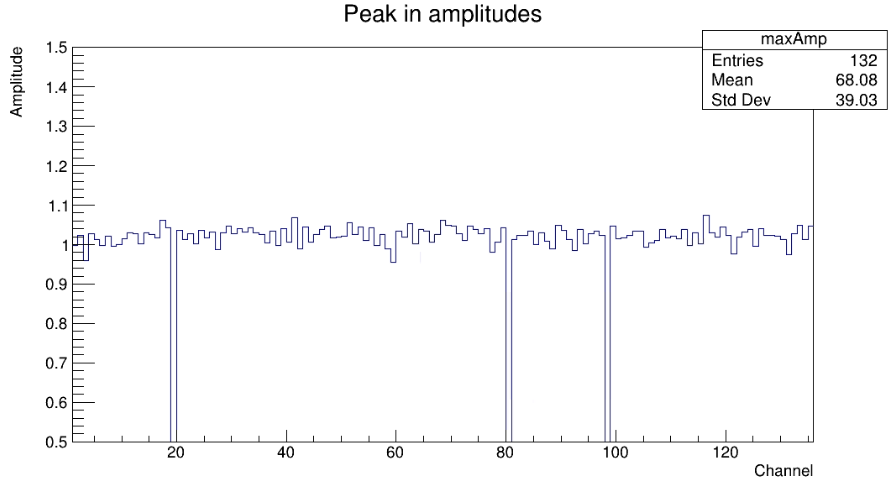 Peak in amplitudes
maxAmp
Entries 132
Mean 68.08
Std Dev 39.03
Amplitude
1.5
1.4
1.3
1.2
1.1
1
0.9
0.8
0.7
0.6
0.5
20 40 60 80 100 120
Channel